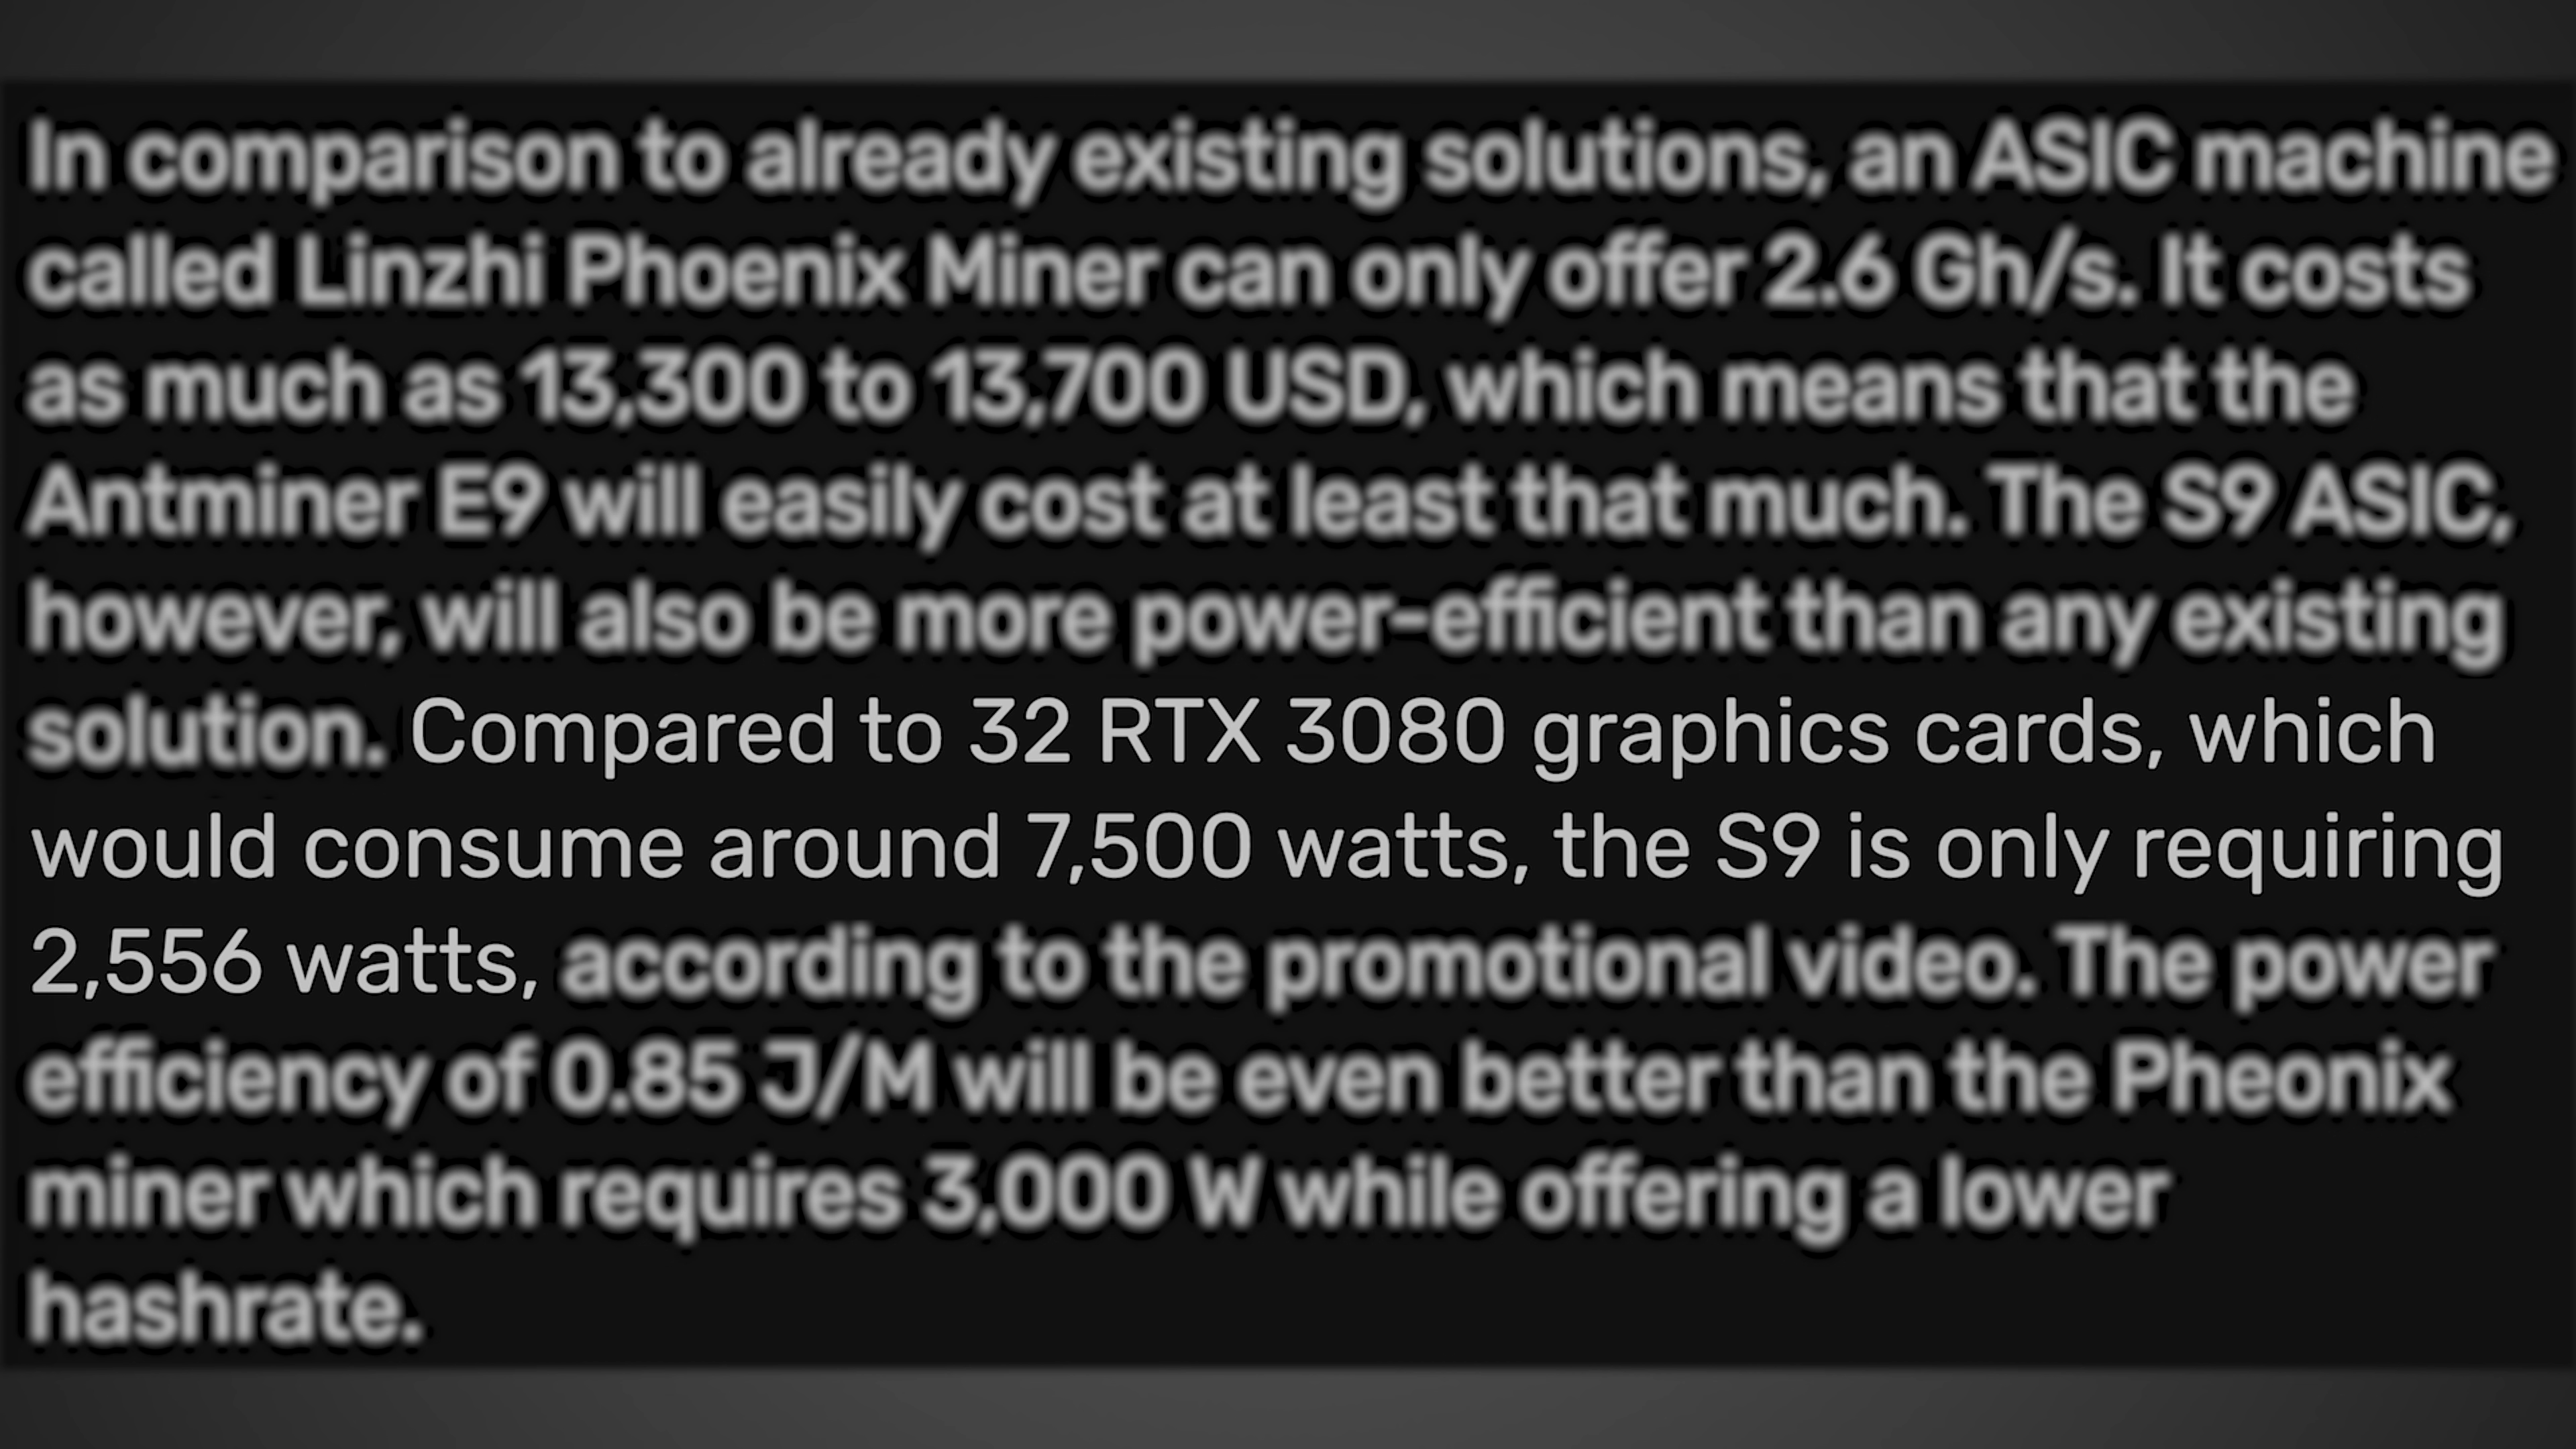 In comparison to already existing solutions, an ASIC machine
called Linzhi Phoenix Miner can only offer 2.6 Gh/s. It costs
as much as 13,300 to 13,700 USD, which means that the
Antminer E9 will easily cost at least that much. The S9 ASIC,
however, will also be more power-efficient than any existing
solution. Compared to 32 RTX 3080 graphics cards, which
would consume around 7,500 watts, the S9 is only requiring
2,556 watts, according to the promotional video. The power
efficiency of 0.85 J/M will be even better than the Pheonix
miner which requires 3,000 W while offering a lower
hashrate.